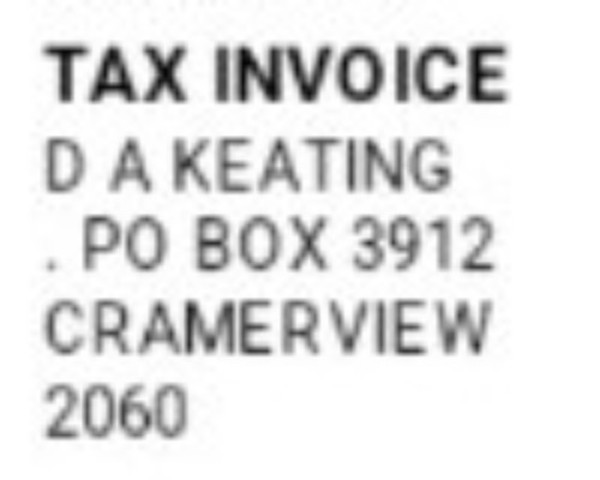 TAX INVOICE
D A KEATING
. PO BOX 3912
CRAMERVIEW
2060